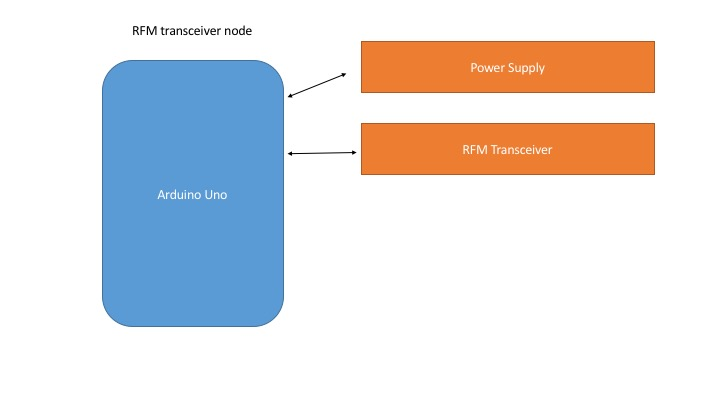 RFM transceiver node
Power Supply
RFM Transceiver
Arduino Uno